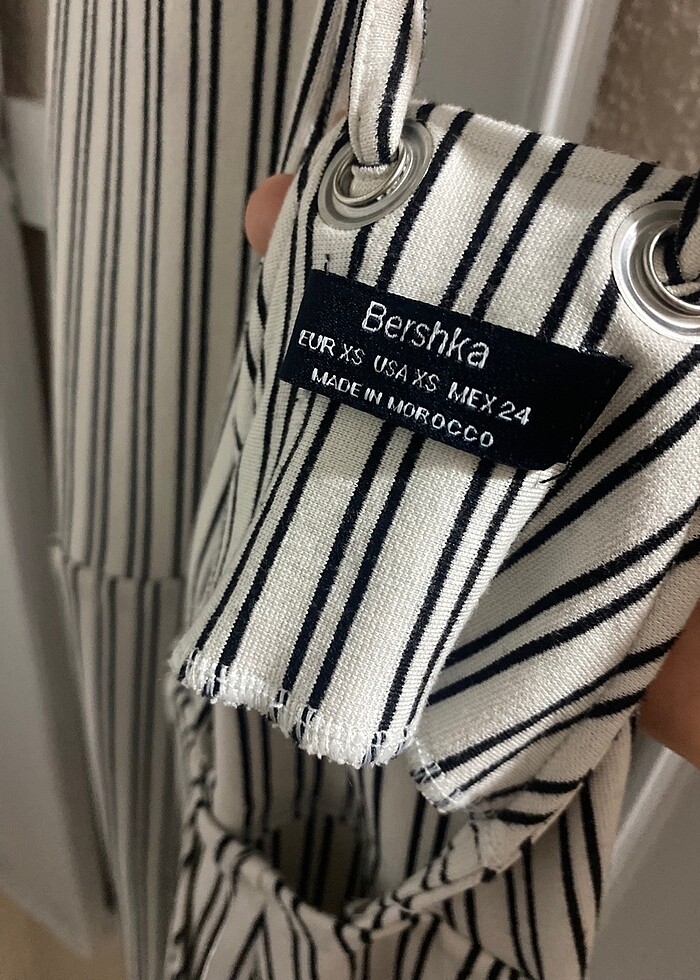 Bershka
EUR XS USA XS MEX 24
MADE IN MOROCCO